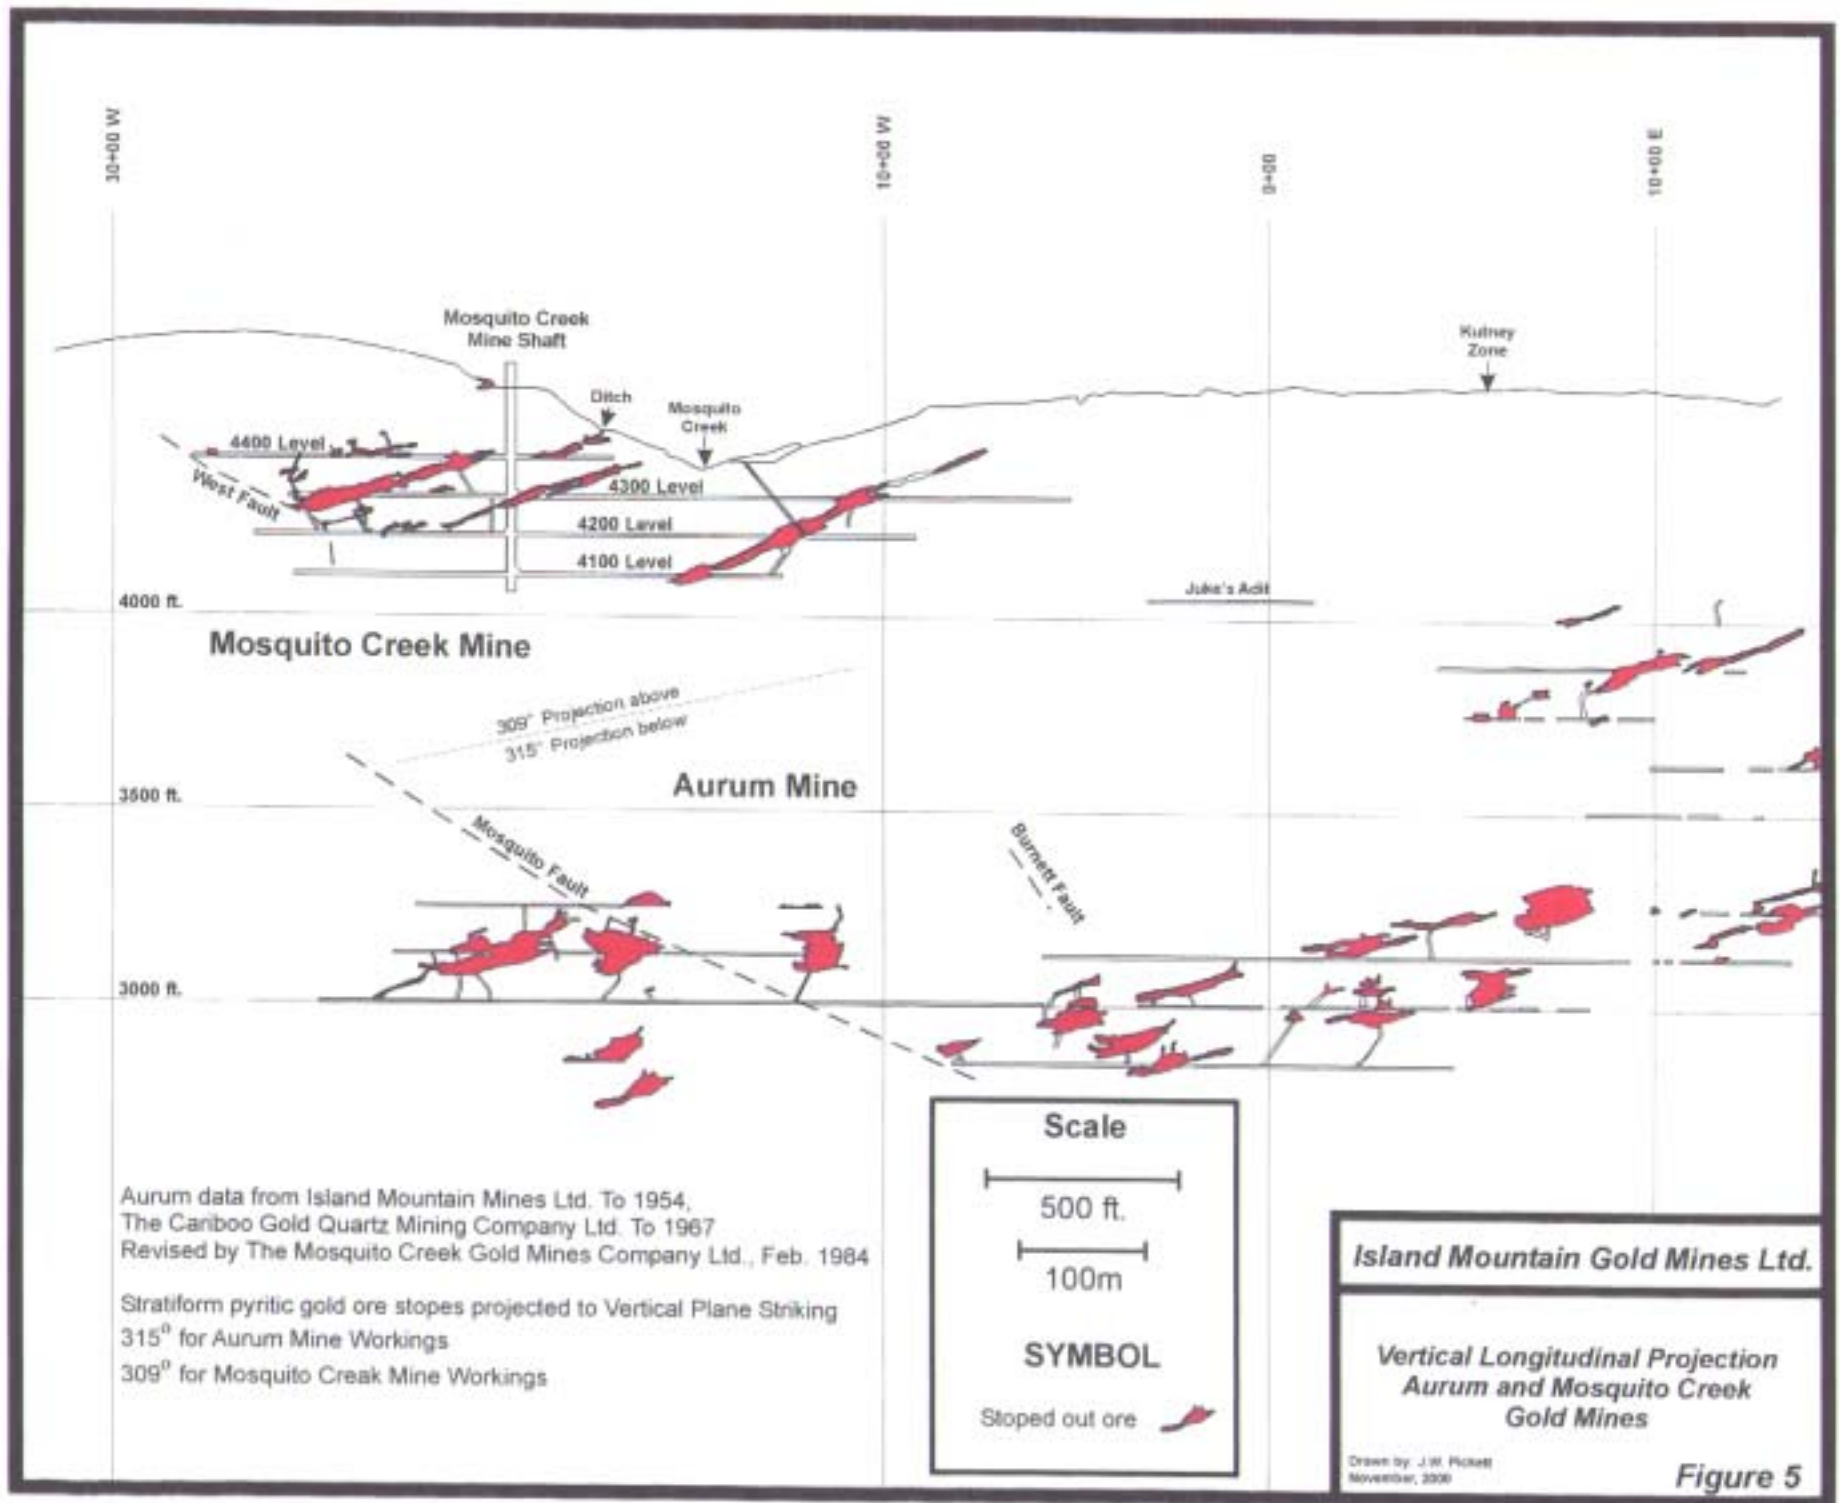 30+00 W
10+00 W
0+00
10+00 E
Mosquito Creek
Mine Shaft
Kutney
Zone
Ditch
Mosquito
Creek
4400 Level
West Fault
4300 Level
4200 Level
4100 Level
4000 ft.
Juke's Adit
Mosquito Creek Mine
309° Projection above
315° Projection below
Aurum Mine
3500 ft.
Mosquito Fault
Burnett Fault
3000 ft.
Scale
500 ft.
100m
SYMBOL
Stoped out ore
Aurum data from Island Mountain Mines Ltd. To 1954,
The Cariboo Gold Quartz Mining Company Ltd. To 1967
Revised by The Mosquito Creek Gold Mines Company Ltd., Feb. 1984
Stratiform pyritic gold ore stopes projected to Vertical Plane Striking
315° for Aurum Mine Workings
309° for Mosquito Creak Mine Workings
Island Mountain Gold Mines Ltd.
Vertical Longitudinal Projection
Aurum and Mosquito Creek
Gold Mines
Drawn by: J.W. Pickett
November, 2000
Figure 5